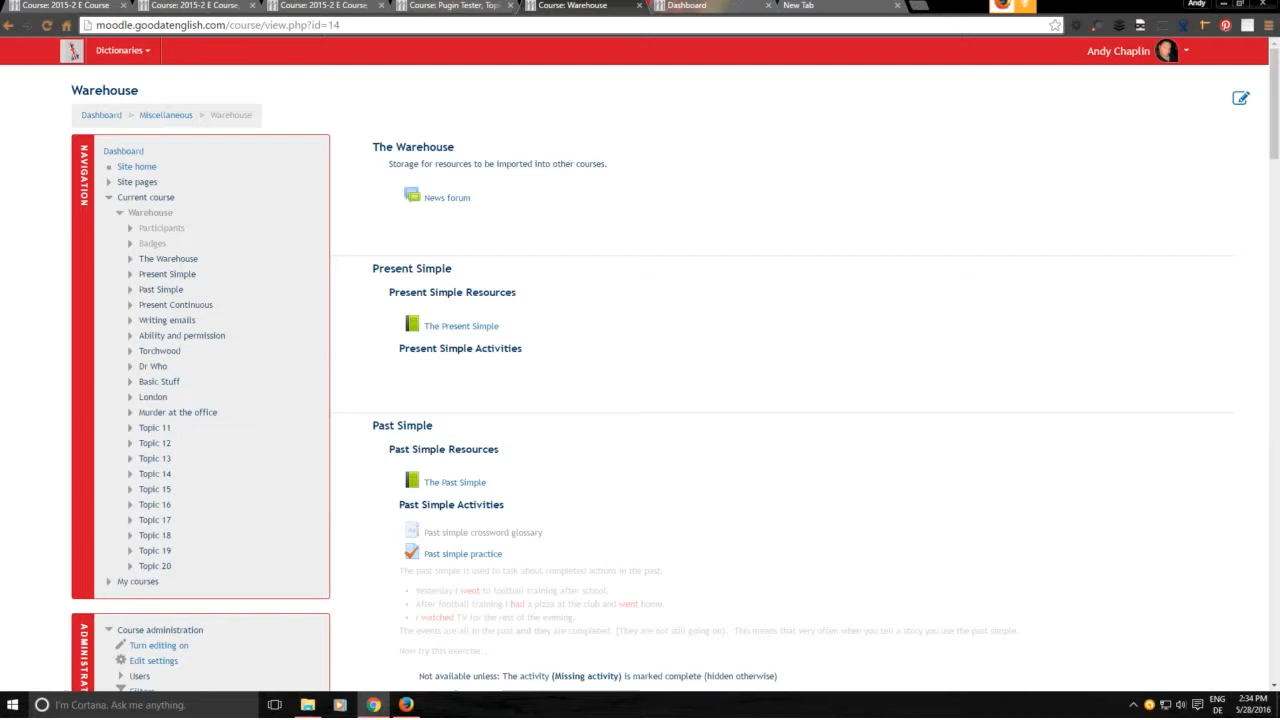 Course: 2015-2 E Course,
Course: 2015-2 E Course,
Course: 2015-2 E Course,
Course: Pugin Tester, Topic
Course: Warehouse
Dashboard
New Tab
Andy
moodle.goodatenglish.com/course/view.php?id=14
Dictionaries
Andy Chaplin
Warehouse
Dashboard Miscellaneous Warehouse
NAVIGATION
Dashboard
Site home
Site pages
Current course
Warehouse
Participants
Badges
The Warehouse
Present Simple
Past Simple
Present Continuous
Writing emails
Ability and permission
Torchwood
Dr Who
Basic Stuff
London
Murder at the office
Topic 11
Topic 12
Topic 13
Topic 14
Topic 15
Topic 16
Topic 17
Topic 18
Topic 19
Topic 20
My courses
ADMINISTRAT
Course administration
Turn editing on
Edit settings
Users
Filters
The Warehouse
Storage for resources to be imported into other courses.
News forum
Present Simple
Present Simple Resources
The Present Simple
Present Simple Activities
Past Simple
Past Simple Resources
The Past Simple
Past Simple Activities
Past simple crossword glossary
Past simple practice
The past simple is used to talk about completed actions in the past.
• Yesterday I went to football training after school.
• After football training I had a pizza at the club and went home.
• I watched TV for the rest of the evening.
The events are all in the past and they are completed. (They are not still going on). This means that very often when you tell a story you use the past simple.
Now try this exercise...
Not available unless: The activity (Missing activity) is marked complete (hidden otherwise)
I'm Cortana. Ask me anything.
ENG
DE
2:34 PM
5/28/2016